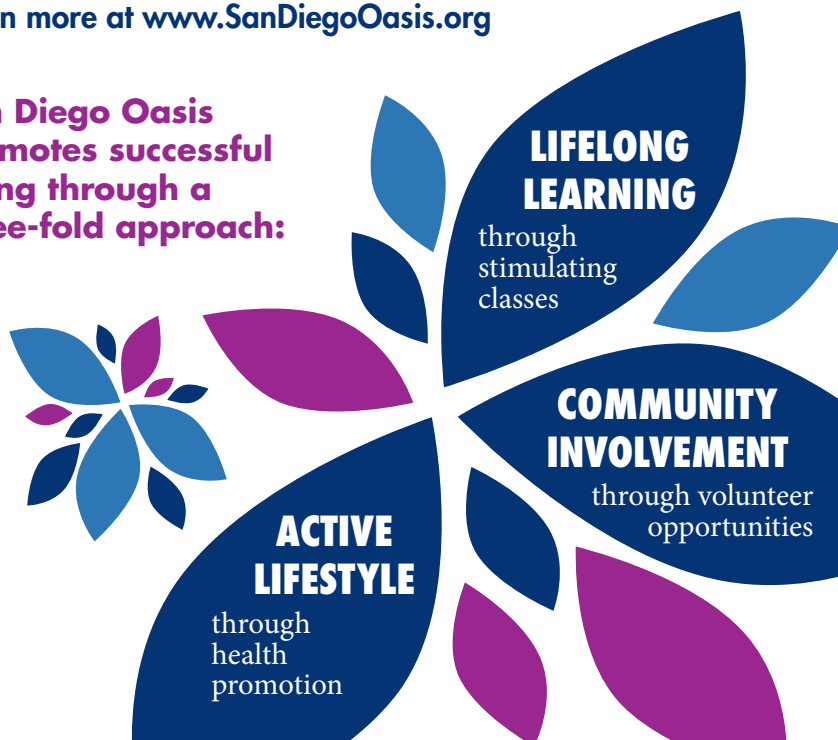 n more at www.SanDiegoOasis.org
n Diego Oasis
motes successful
ng through a
ee-fold approach:
LIFELONG
LEARNING
through
stimulating
classes
COMMUNITY
INVOLVEMENT
through volunteer
opportunities
ACTIVE
LIFESTYLE
through
health
promotion